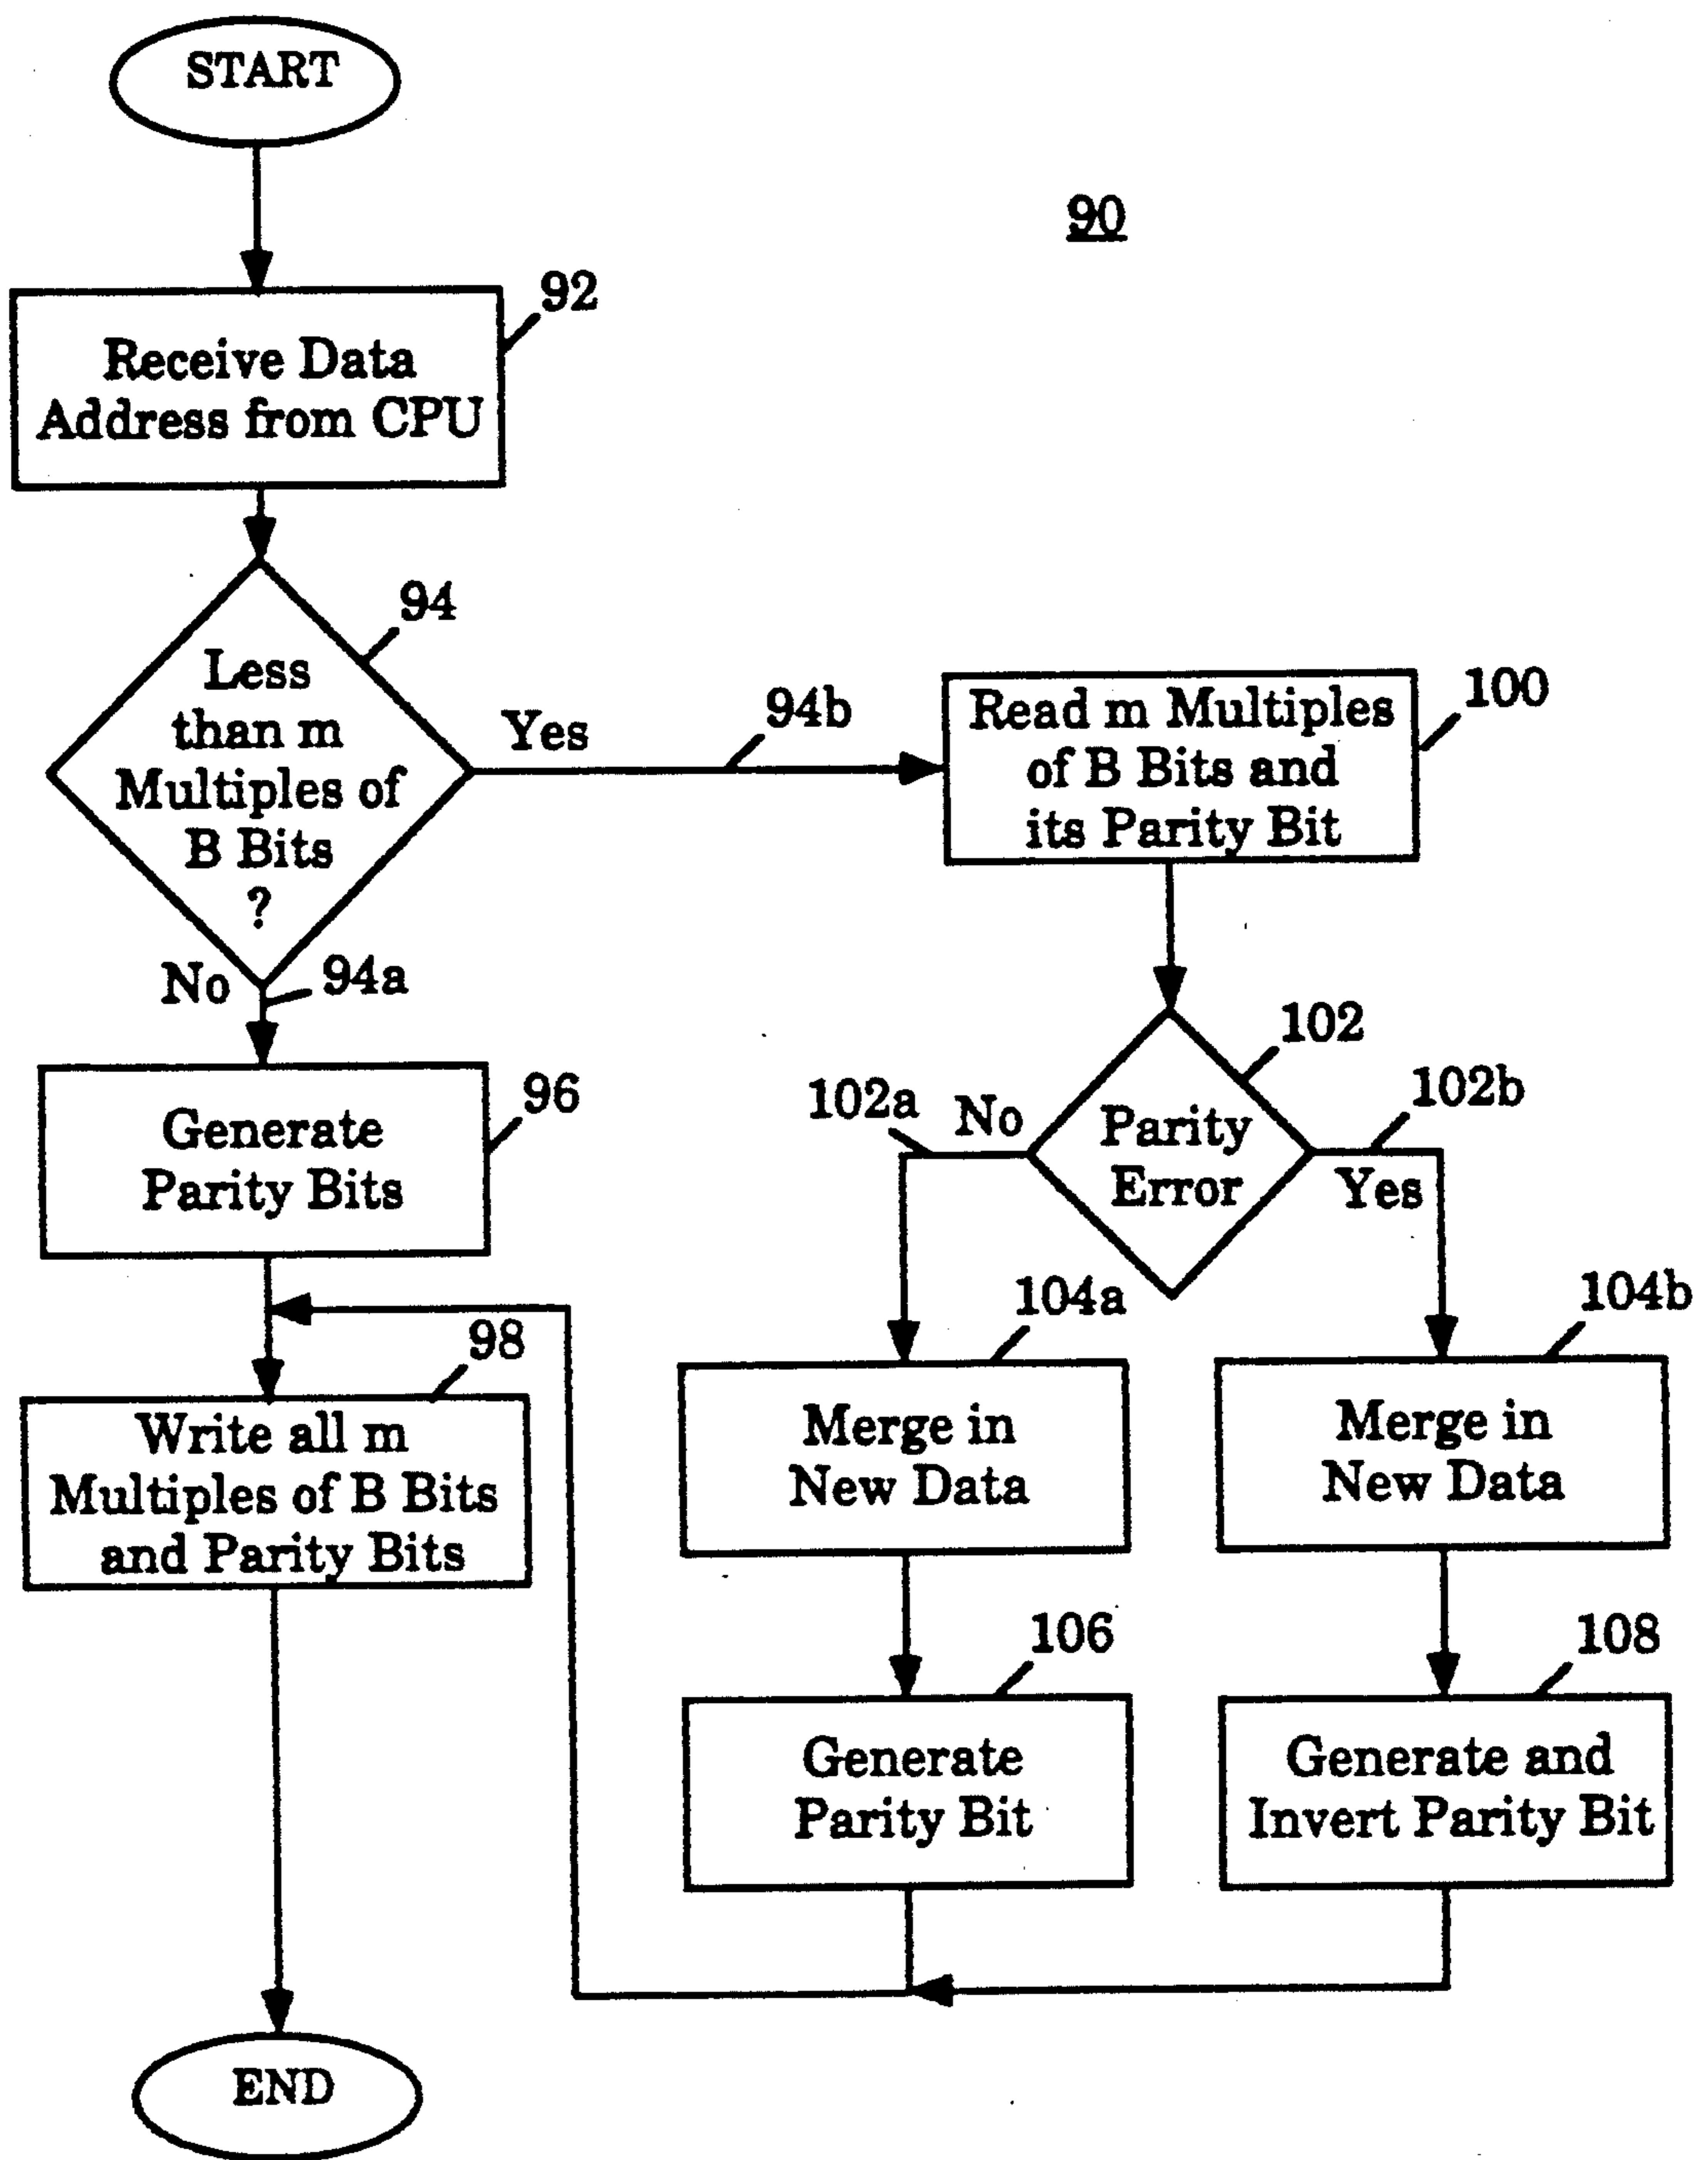 START
90
92
Receive Data
Address from CPU
94
Less
than m
Multiples of
B Bits
?
Yes
94b
100
Read m Multiples
of B Bits and
its Parity Bit
No
94a
102
Parity
Error
102a
No
102b
Yes
96
Generate
Parity Bits
98
Write all m
Multiples of B Bits
and Parity Bits
104a
Merge in
New Data
104b
Merge in
New Data
106
Generate
Parity Bit
108
Generate and
Invert Parity Bit
END